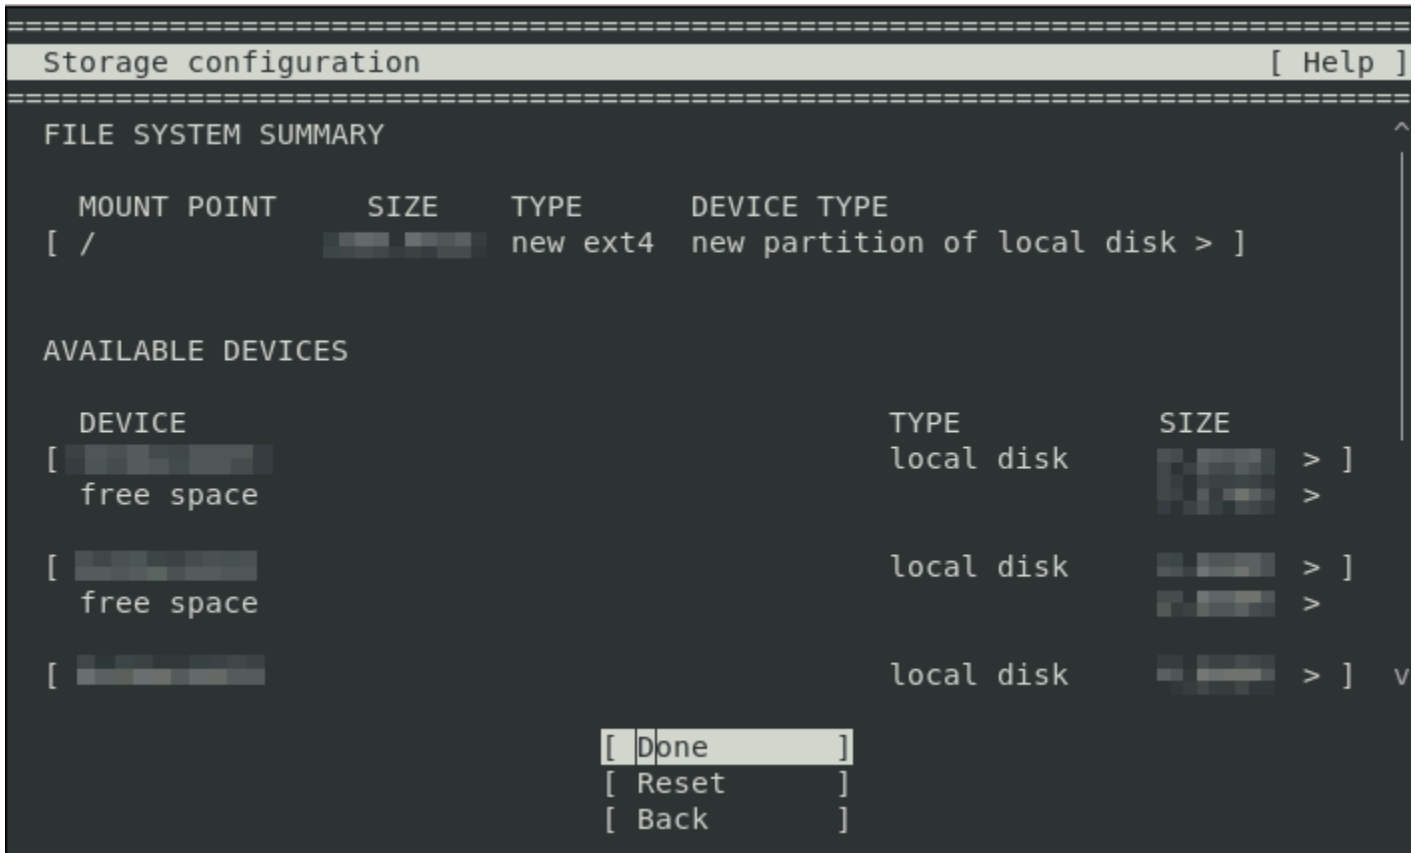 ================================================================================
Storage configuration [ Help ]
================================================================================
FILE SYSTEM SUMMARY ^
MOUNT POINT SIZE TYPE DEVICE TYPE
[ / new ext4 new partition of local disk > ]
AVAILABLE DEVICES
DEVICE TYPE SIZE
[ local disk > ]
free space >
[ local disk > ]
free space >
[ local disk > ] v
[ Done ]
[ Reset ]
[ Back ]